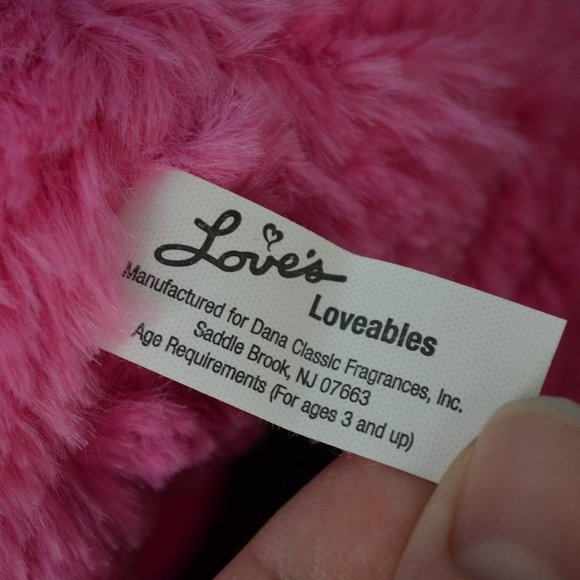 Love's
Loveables
Manufactured for Dana Classic Fragrances, Inc.
Saddle Brook, NJ 07663
Age Requirements (For ages 3 and up)